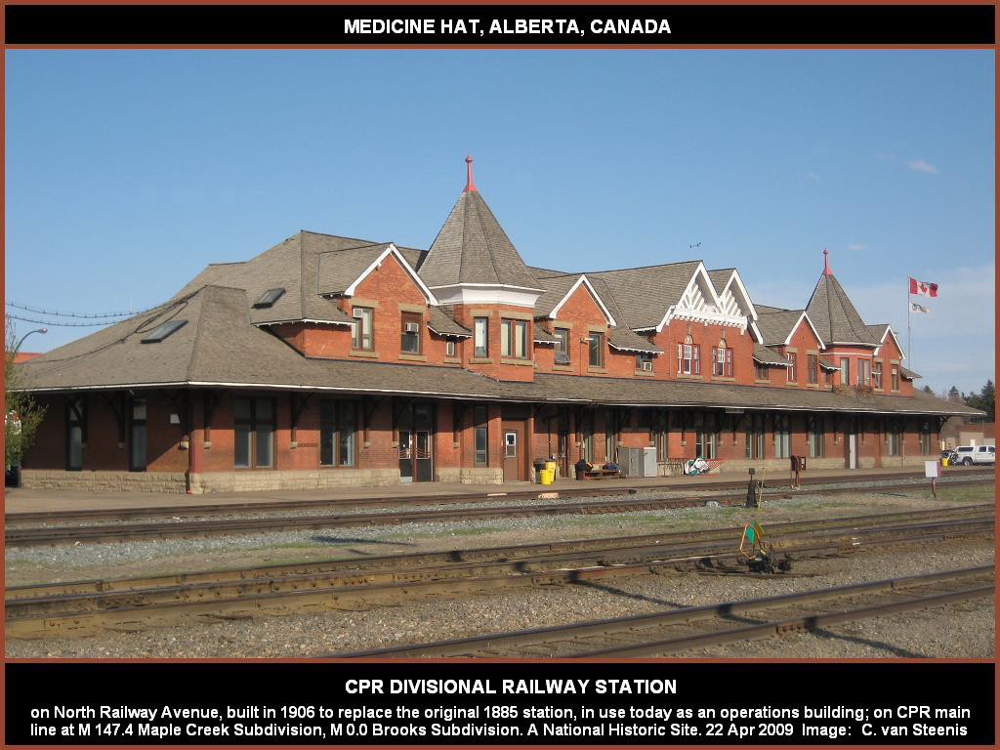 MEDICINE HAT, ALBERTA, CANADA
CPR DIVISIONAL RAILWAY STATION
on North Railway Avenue, built in 1906 to replace the original 1885 station, in use today as an operations building; on CPR main
line at M 147.4 Maple Creek Subdivision, M 0.0 Brooks Subdivision. A National Historic Site. 22 Apr 2009 Image: C. van Steenis